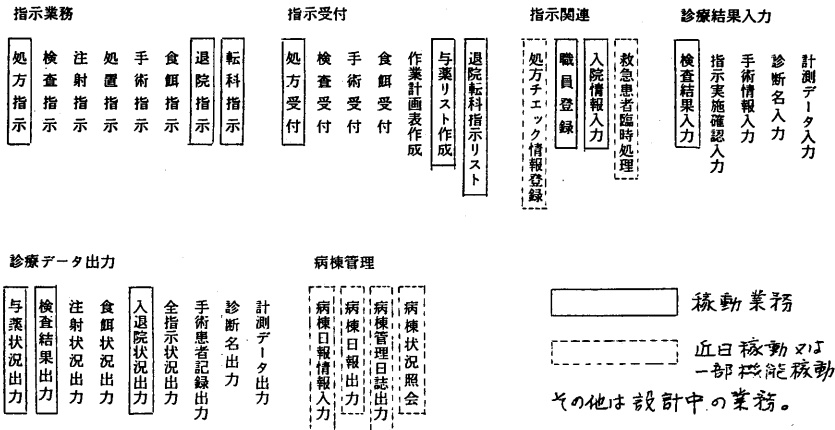 指示業務
処方指示
検査指示
注射指示
処置指示
手術指示
食餌指示
退院指示
転科指示
指示受付
処方受付
検査受付
手術受付
食餌受付
作業計画表作成
与薬リスト作成
退院転科指示リスト
指示関連
処方チェック情報登録
職員登録
入院情報入力
救急患者臨時処理
診療結果入力
検査結果入力
指示実施確認入力
手術情報入力
診断名入力
計測データ入力
診療データ出力
与薬状況出力
検査結果出力
注射状況出力
食餌状況出力
入退院状況出力
全指示状況出力
手術患者記録出力
診断名出力
計測データ出力
病棟管理
病棟日報情報入力
病棟日報出力
病棟管理日誌出力
病棟状況照会
稼動業務
近日稼動又は
一部機能稼動
その他は設計中の業務。